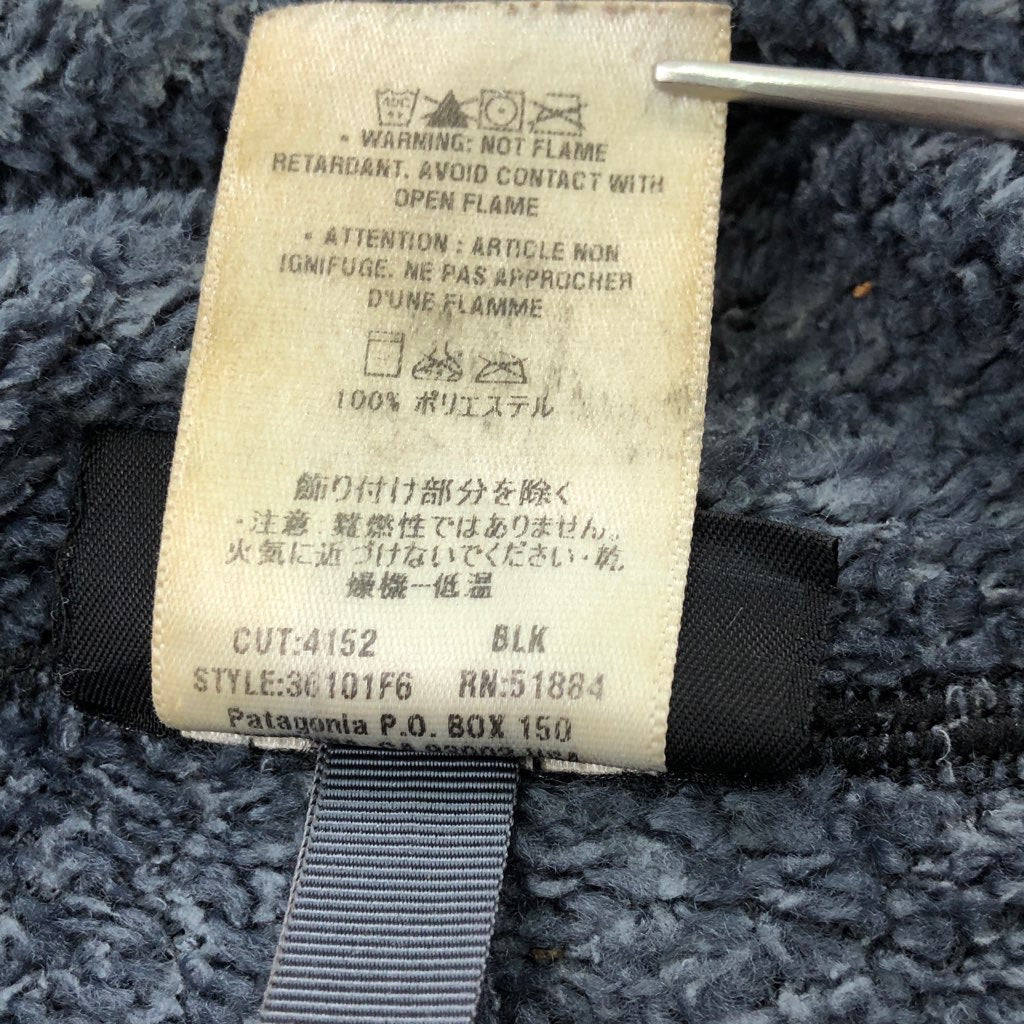 • WARNING: NOT FLAME
RETARDANT. AVOID CONTACT WITH
OPEN FLAME
• ATTENTION : ARTICLE NON
IGNIFUGE. NE PAS APPROCHER
D'UNE FLAMME
100% ポリエステル
飾り付け部分を除く
・注意 難燃性ではありません。
火気に近づけないでください・乾
燥機一低温
CUT:4152 BLK
STYLE:36101F6 RN:51884
Patagonia P.O. BOX 150